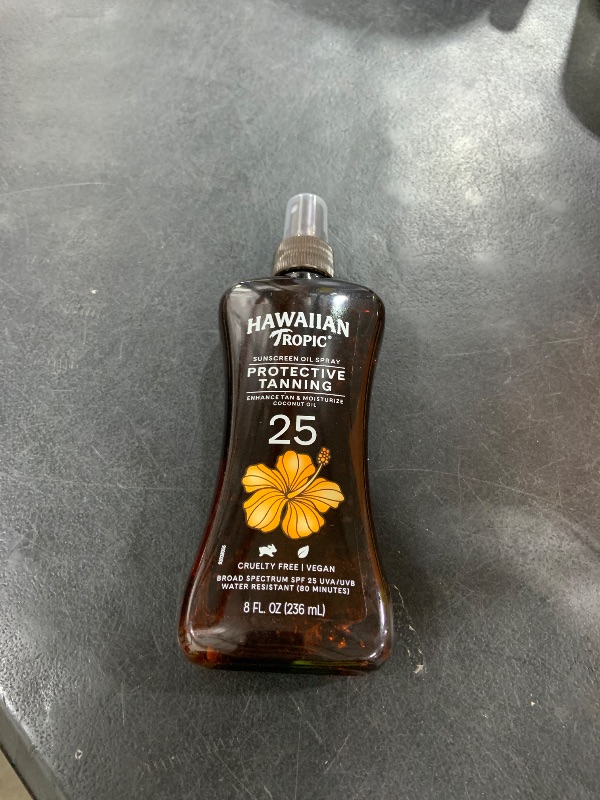 HAWAIIAN
TROPIC®
SUNSCREEN OIL SPRAY
PROTECTIVE
TANNING
ENHANCE TAN & MOISTURIZE
COCONUT OIL
25
CRUELTY FREE | VEGAN
BROAD SPECTRUM SPF 25 UVA/UVB
WATER RESISTANT (80 MINUTES)
8 FL. OZ (236 mL)